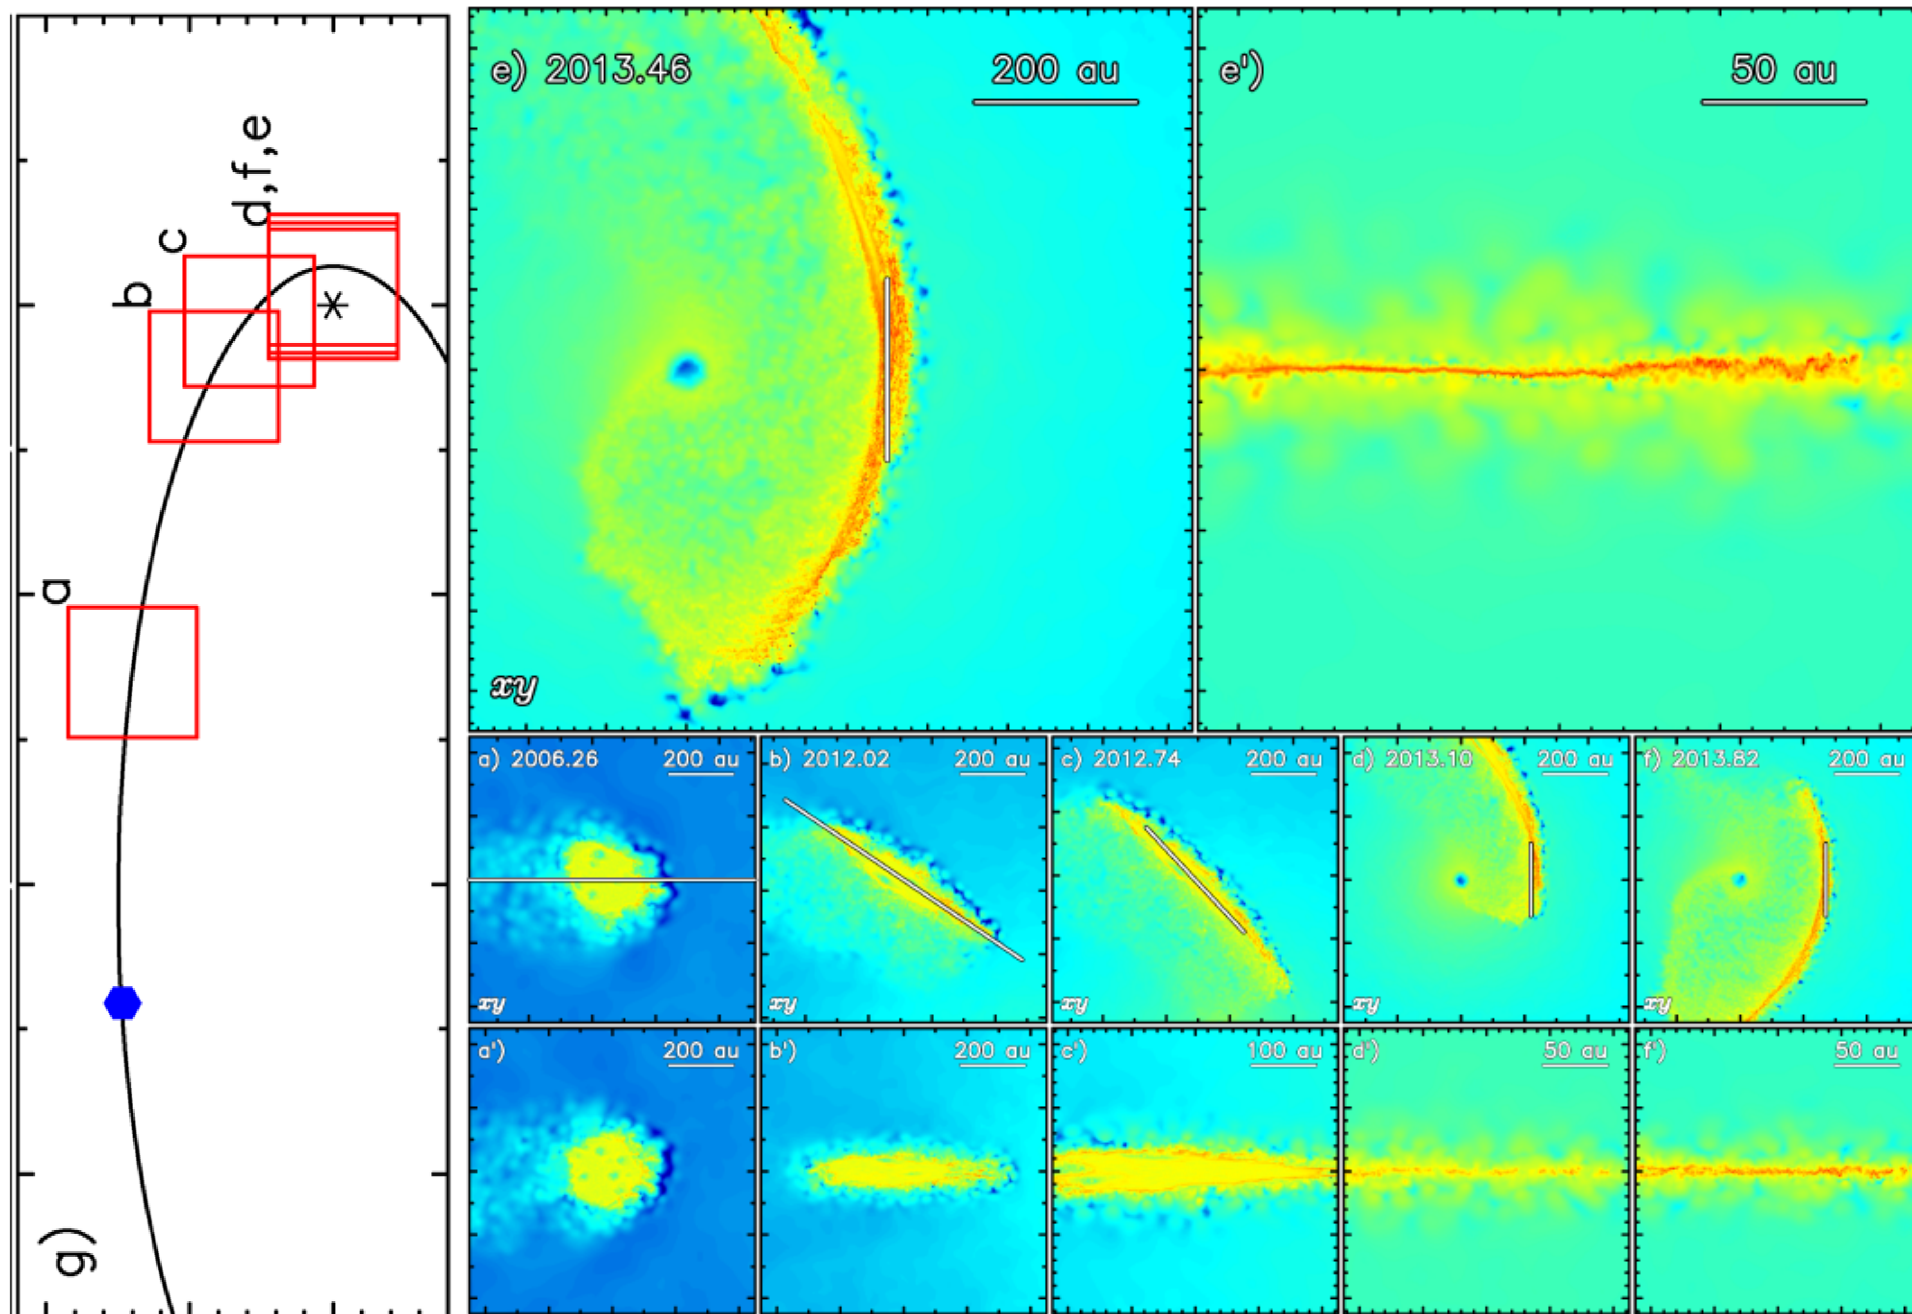 a
b
c
d,f,e
g)
e) 2013.46
200 au
xy
e')
50 au
a) 2006.26
200 au
xy
b) 2012.02
200 au
xy
c) 2012.74
200 au
xy
d) 2013.10
200 au
xy
f) 2013.82
200 au
xy
a')
200 au
b')
200 au
c')
100 au
d')
50 au
f')
50 au